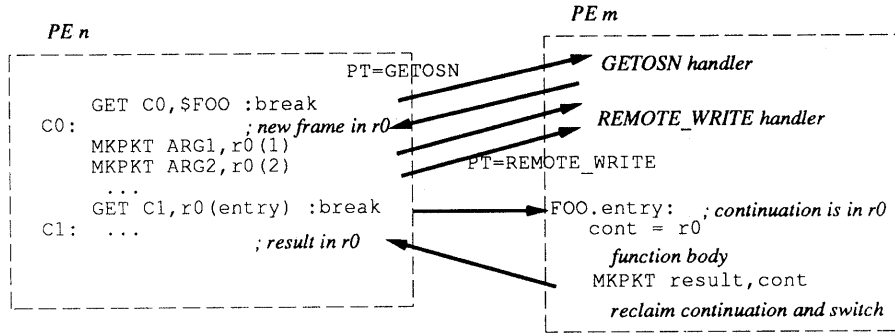 PE n
PE m
PT=GETOSN
GETOSN handler
GET C0,$FOO :break
C0: ; new frame in r0
REMOTE_WRITE handler
MKPKT ARG1,r0(1)
MKPKT ARG2,r0(2)
PT=REMOTE_WRITE
...
GET C1,r0(entry) :break
FOO.entry: ; continuation is in r0
C1: ...
cont = r0
; result in r0
function body
MKPKT result,cont
reclaim continuation and switch